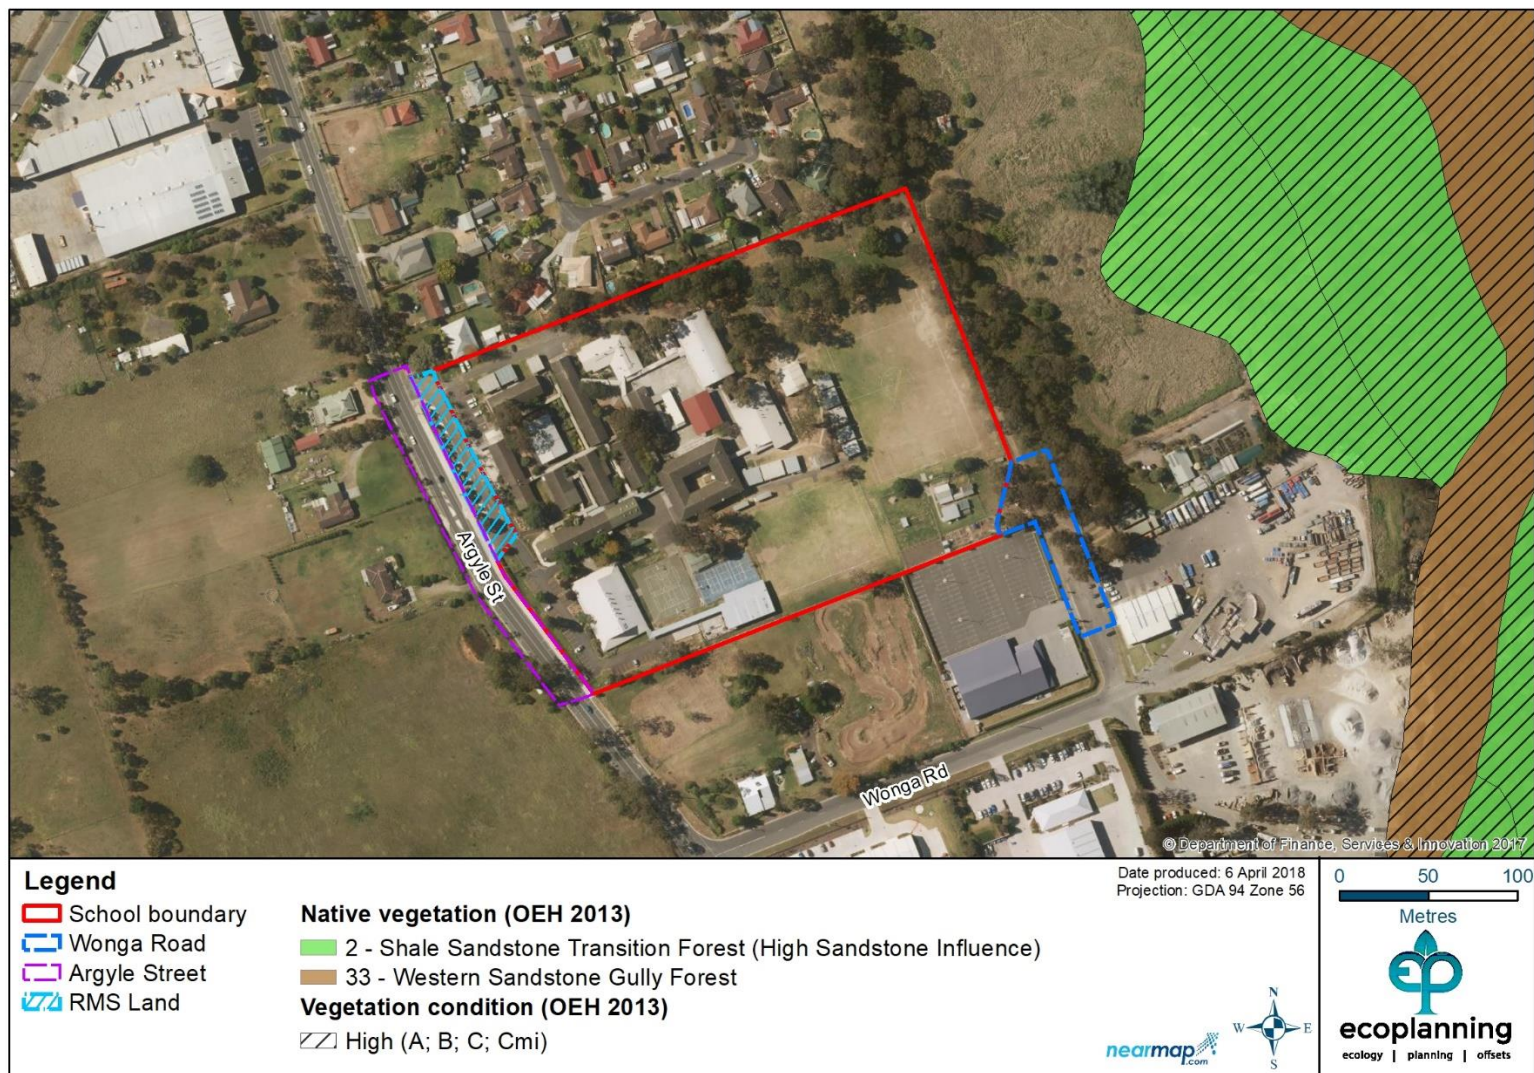 Argyle St
Wonga Rd
© Department of Finance, Services & Innovation 2017
Legend
School boundary
Wonga Road
Argyle Street
RMS Land
Native vegetation (OEH 2013)
2 - Shale Sandstone Transition Forest (High Sandstone Influence)
33 - Western Sandstone Gully Forest
Vegetation condition (OEH 2013)
High (A; B; C; Cmi)
Date produced: 6 April 2018
Projection: GDA 94 Zone 56
nearmap
.com
N
W E
S
0 50 100
Metres
ep
ecoplanning
ecology | planning | offsets